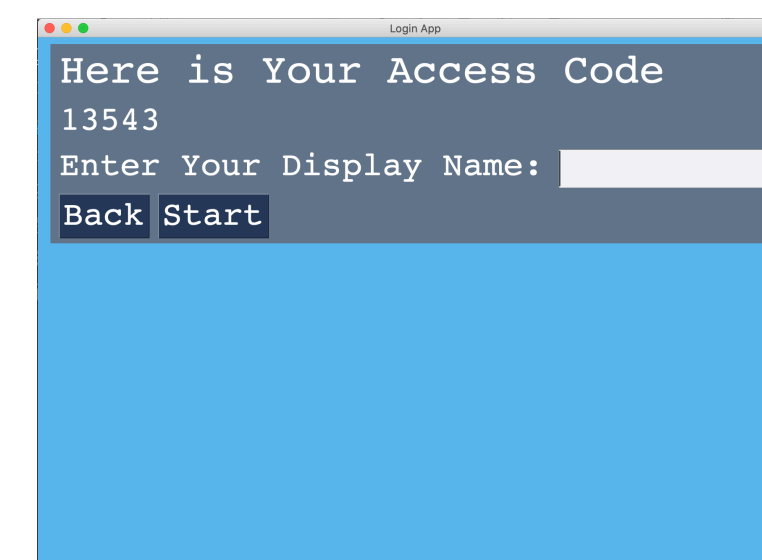 Login App
Here is Your Access Code
13543
Enter Your Display Name:
Back Start